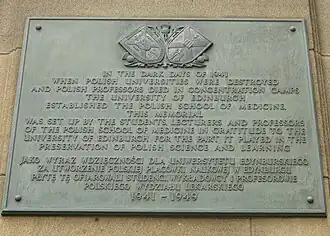 IN THE DARK DAYS OF 1941
WHEN POLISH UNIVERSITIES WERE DESTROYED
AND POLISH PROFESSORS DIED IN CONCENTRATION CAMPS
THE UNIVERSITY OF EDINBURGH
ESTABLISHED THE POLISH SCHOOL OF MEDICINE.
THIS MEMORIAL
WAS SET UP BY THE STUDENTS, LECTURERS AND PROFESSORS
OF THE POLISH SCHOOL OF MEDICINE IN GRATITUDE TO THE
UNIVERSITY OF EDINBURGH FOR THE PART IT PLAYED IN THE
PRESERVATION OF POLISH SCIENCE AND LEARNING
JAKO WYRAZ WDZIĘCZNOŚCI DLA UNIWERSYTETU EDYNBURSKIEGO
ZA UTWORZENIE POLSKIEJ PLACÓWKI NAUKOWEJ W EDYNBURGU
PŁYTĘ TĘ OFIAROWALI STUDENCI, WYKŁADOWCY I PROFESOROWIE
POLSKIEGO WYDZIAŁU LEKARSKIEGO
1941 - 1949